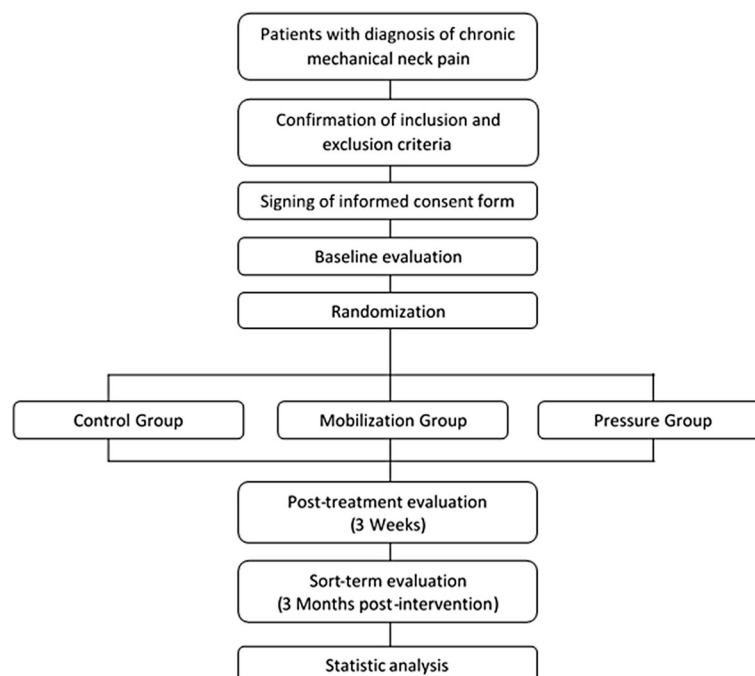 Patients with diagnosis of chronic
mechanical neck pain
Confirmation of inclusion and
exclusion criteria
Signing of informed consent form
Baseline evaluation
Randomization
Control Group
Mobilization Group
Pressure Group
Post-treatment evaluation
(3 Weeks)
Sort-term evaluation
(3 Months post-intervention)
Statistic analysis